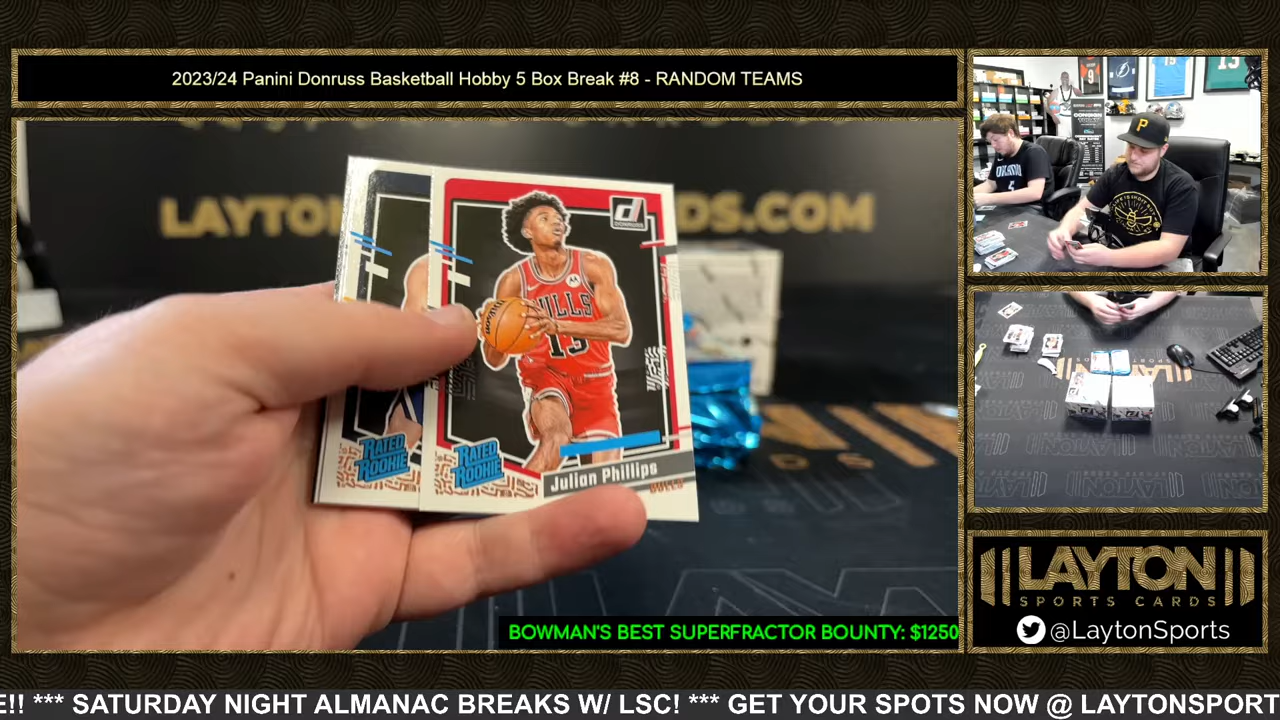 2023/24 Panini Donruss Basketball Hobby 5 Box Break #8 - RANDOM TEAMS
LAYTON
DS.COM
DONRUSS
BULLS
13
RATED
ROOKIE
RATED
ROOKIE
Julian Phillips
BULLS
BOWMAN'S BEST SUPERFRACTOR BOUNTY: $1250
LAYTON
SPORTS CARDS
@LaytonSports
E!! *** SATURDAY NIGHT ALMANAC BREAKS W/ LSC! *** GET YOUR SPOTS NOW @ LAYTONSPORT